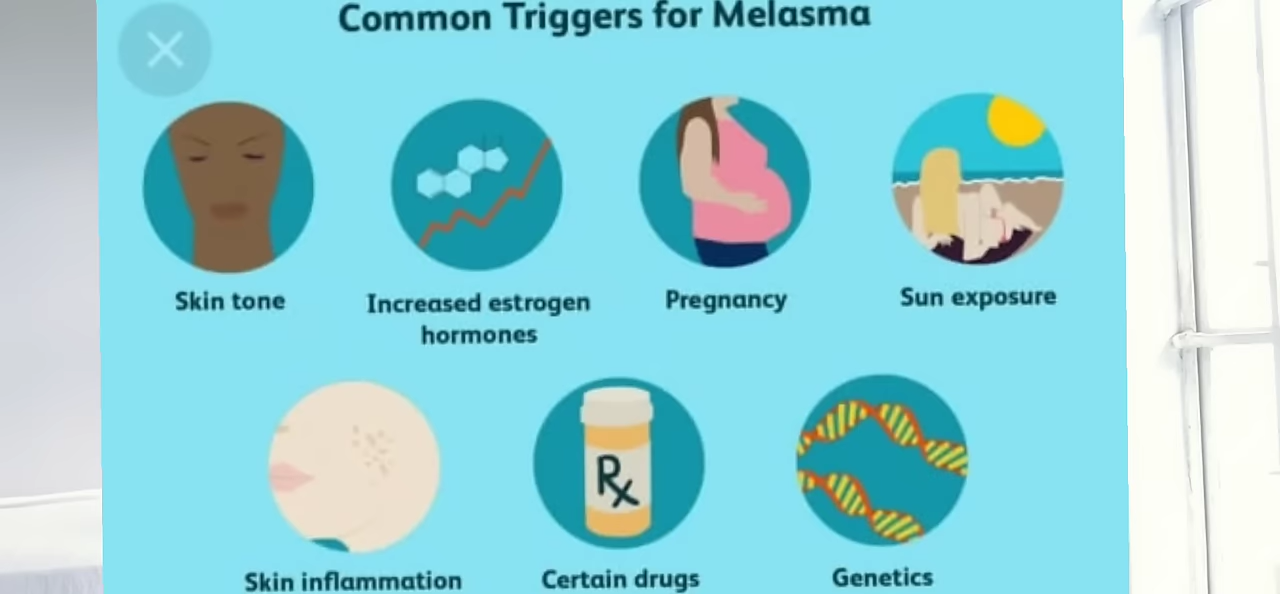 Common Triggers for Melasma
Skin tone
Increased estrogen
hormones
Pregnancy
Sun exposure
Rx
Skin inflammation
Certain drugs
Genetics